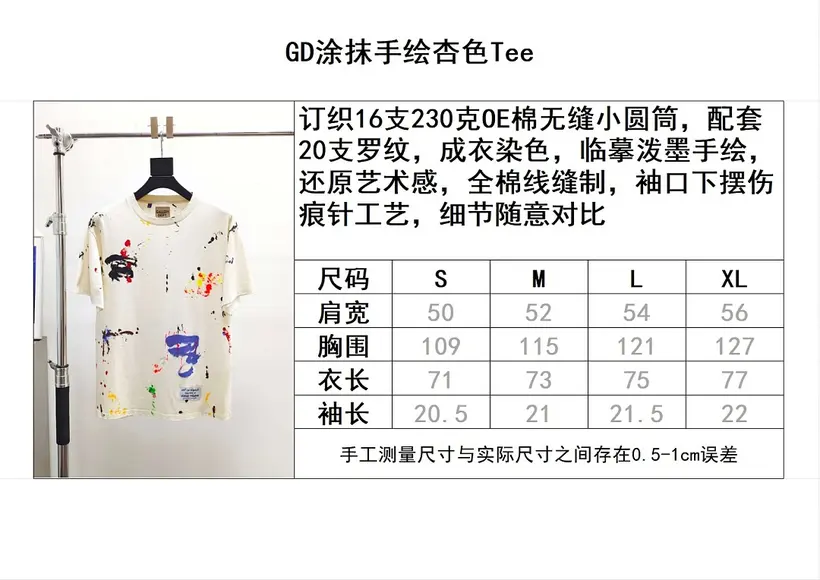 GD涂抹手绘杏色Tee
订织16支230克OE棉无缝小圆筒，配套
20支罗纹，成衣染色，临摹泼墨手绘，
还原艺术感，全棉线缝制，袖口下摆伤
痕针工艺，细节随意对比
尺码 S M L XL
肩宽 50 52 54 56
胸围 109 115 121 127
衣长 71 73 75 77
袖长 20.5 21 21.5 22
手工测量尺寸与实际尺寸之间存在0.5-1cm误差